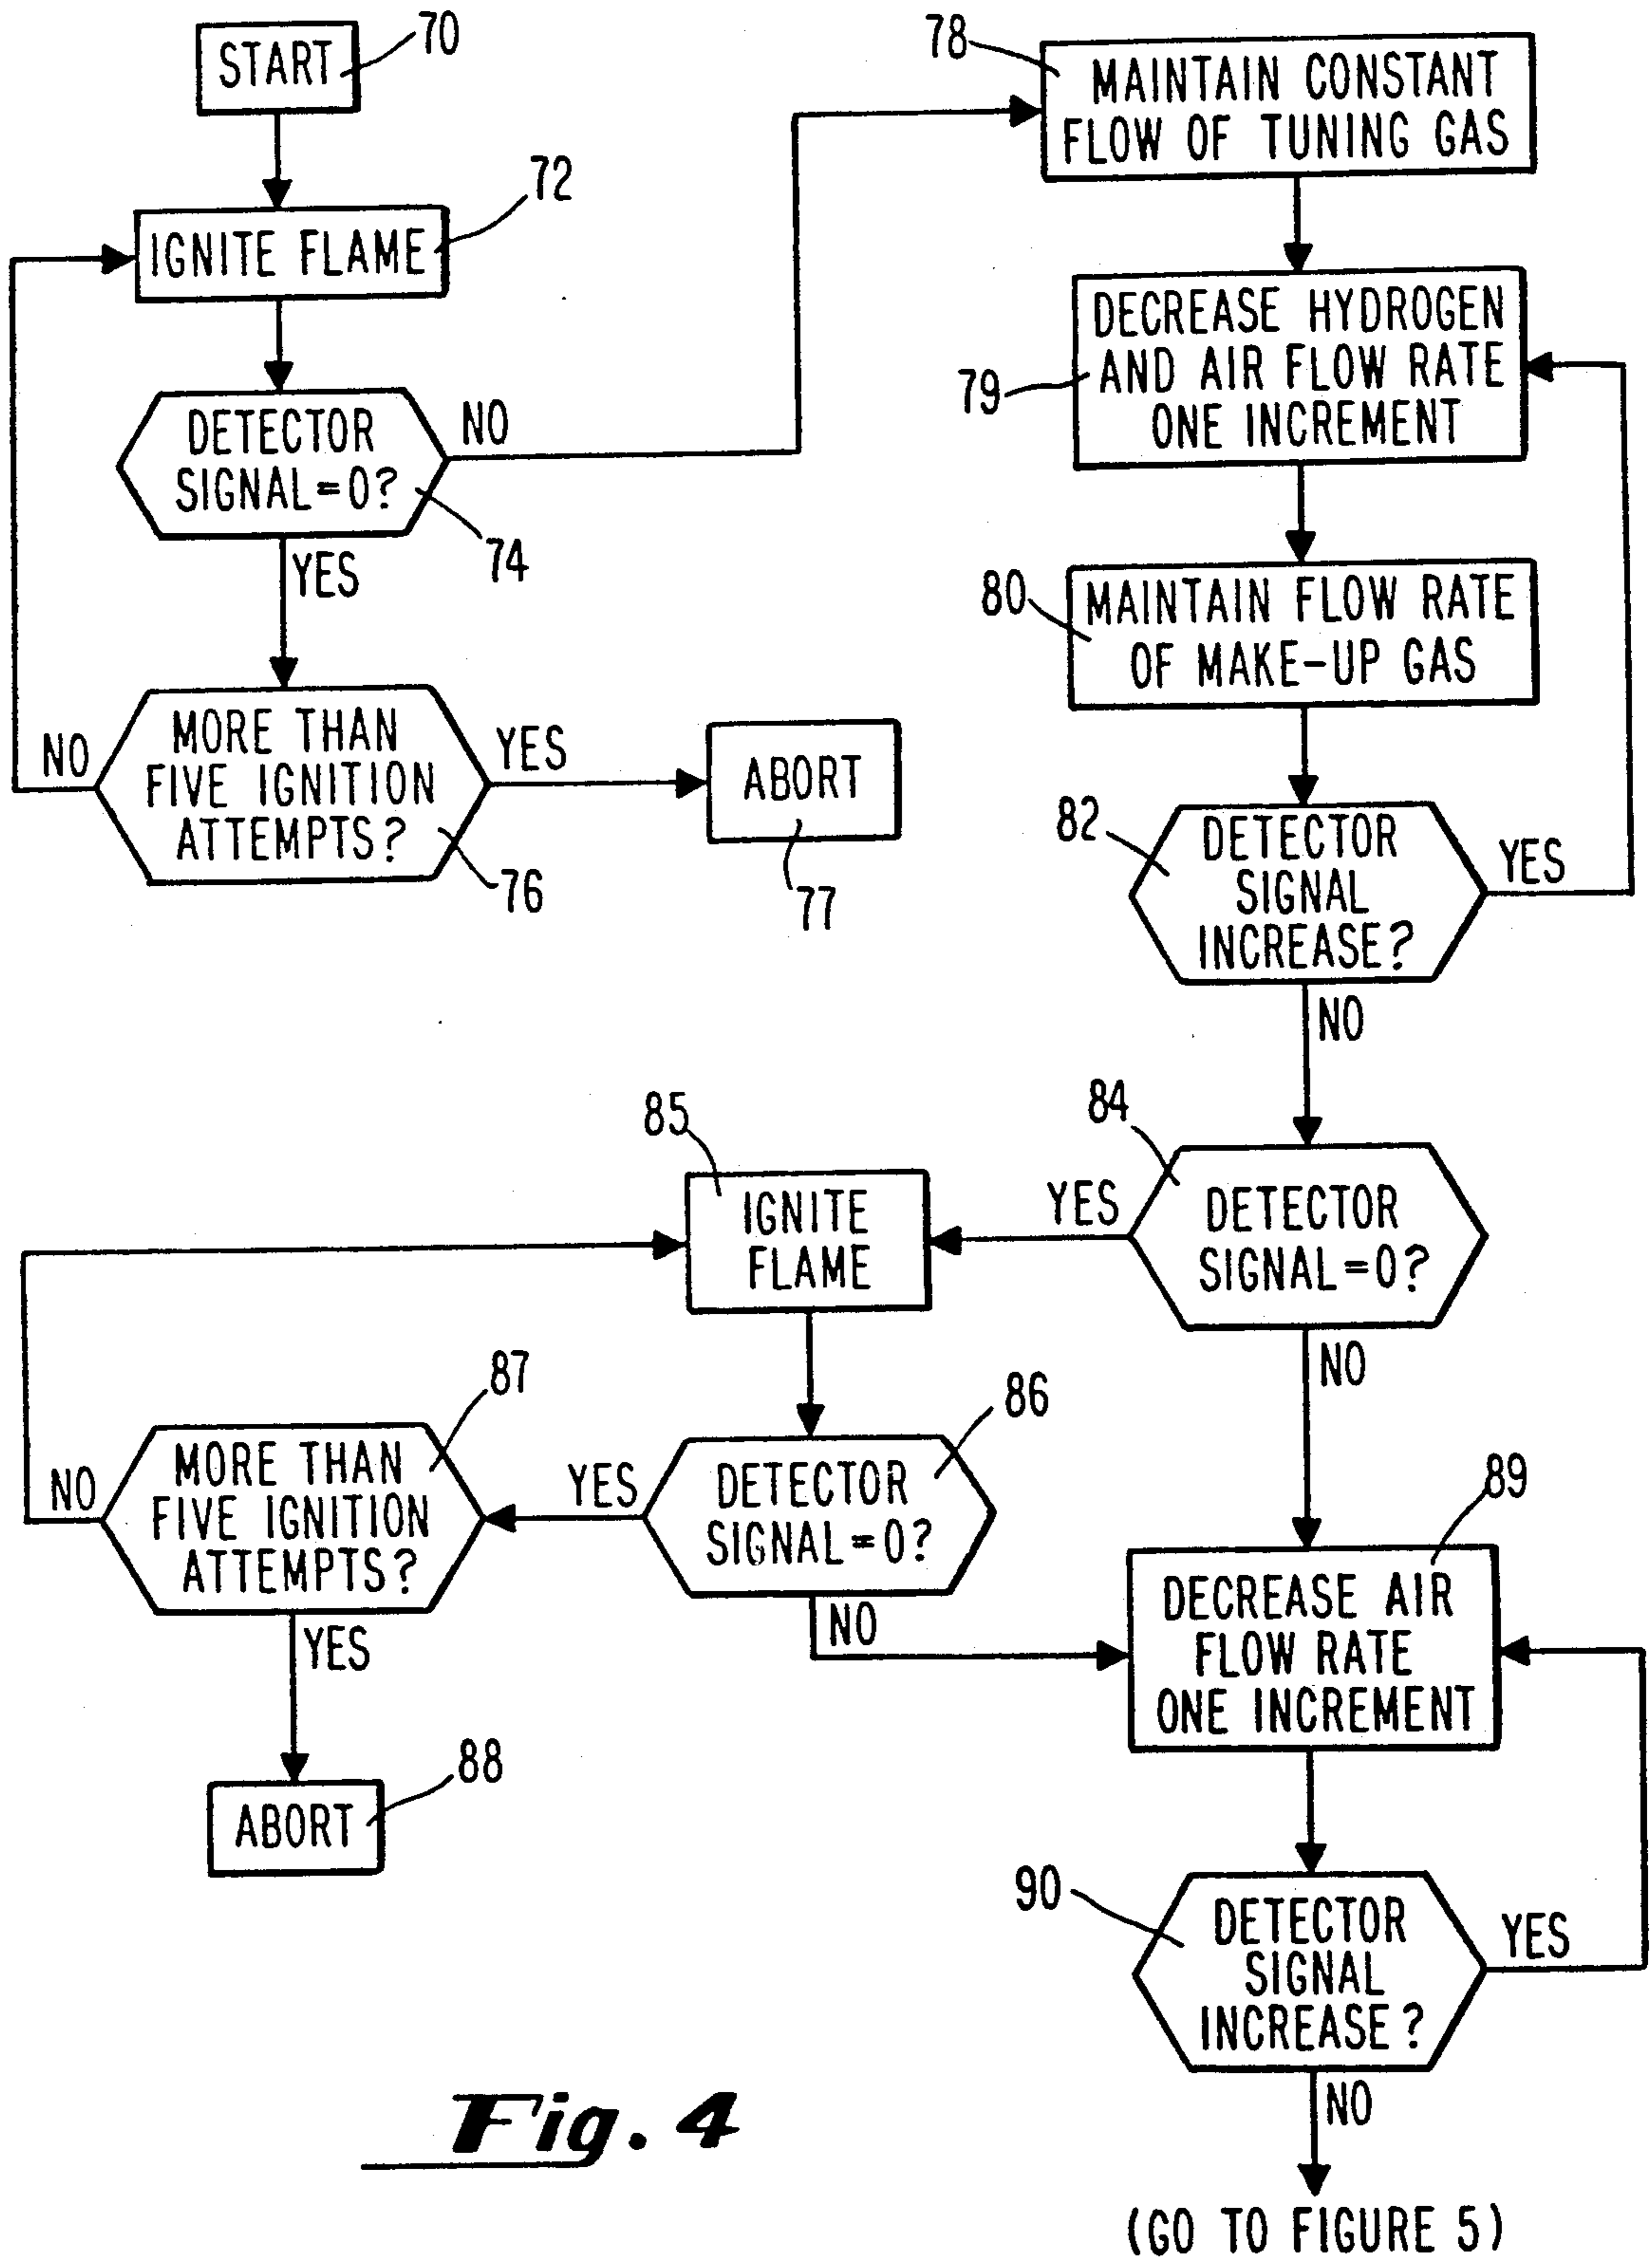 START
70
IGNITE FLAME
72
DETECTOR
SIGNAL=0?
74
NO
YES
MORE THAN
FIVE IGNITION
ATTEMPTS?
76
NO
YES
ABORT
77
78
MAINTAIN CONSTANT
FLOW OF TUNING GAS
79
DECREASE HYDROGEN
AND AIR FLOW RATE
ONE INCREMENT
80
MAINTAIN FLOW RATE
OF MAKE-UP GAS
82
DETECTOR
SIGNAL
INCREASE?
YES
NO
84
DETECTOR
SIGNAL=0?
YES
NO
85
IGNITE
FLAME
86
DETECTOR
SIGNAL=0?
YES
NO
87
MORE THAN
FIVE IGNITION
ATTEMPTS?
NO
YES
88
ABORT
89
DECREASE AIR
FLOW RATE
ONE INCREMENT
90
DETECTOR
SIGNAL
INCREASE?
YES
NO
(GO TO FIGURE 5)
Fig. 4